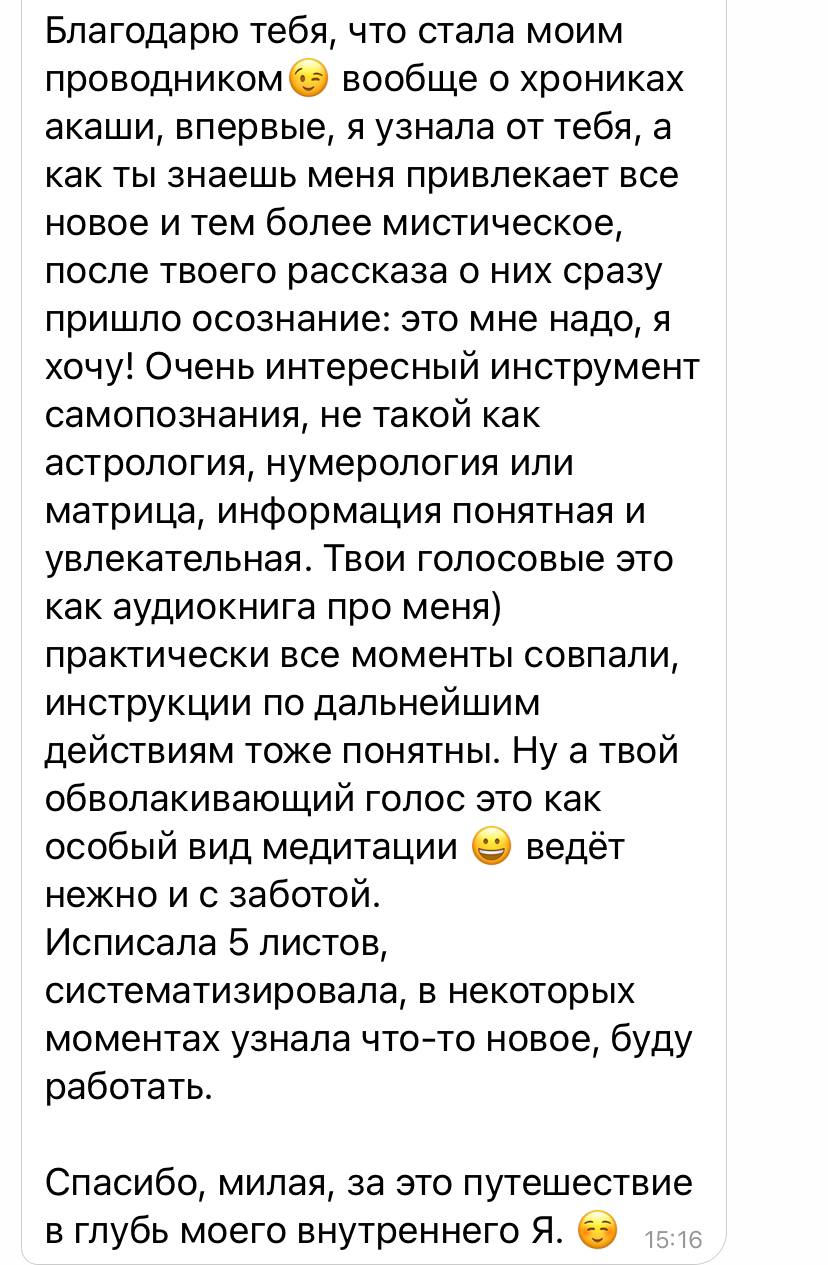 Благодарю тебя, что стала моим
проводником😉 вообще о хрониках
акаши, впервые, я узнала от тебя, а
как ты знаешь меня привлекает все
новое и тем более мистическое,
после твоего рассказа о них сразу
пришло осознание: это мне надо, я
хочу! Очень интересный инструмент
самопознания, не такой как
астрология, нумерология или
матрица, информация понятная и
увлекательная. Твои голосовые это
как аудиокнига про меня)
практически все моменты совпали,
инструкции по дальнейшим
действиям тоже понятны. Ну а твой
обволакивающий голос это как
особый вид медитации 😀 ведёт
нежно и с заботой.
Исписала 5 листов,
систематизировала, в некоторых
моментах узнала что-то новое, буду
работать.

Спасибо, милая, за это путешествие
в глубь моего внутреннего Я. ☺️ 15:16